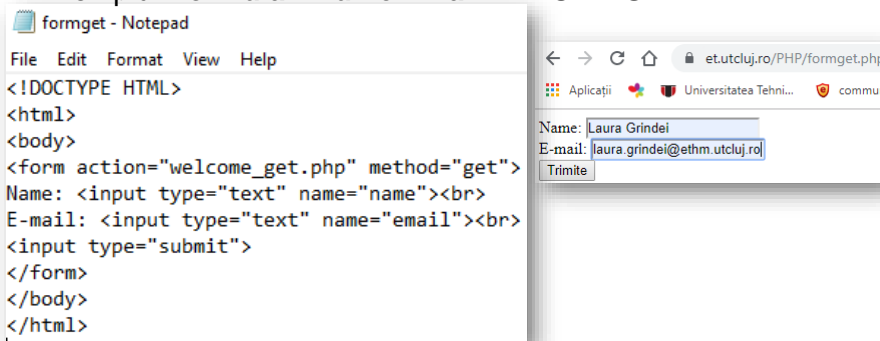 formget - Notepad
File Edit Format View Help
<!DOCTYPE HTML>
<html>
<body>
<form action="welcome_get.php" method="get">
Name: <input type="text" name="name"><br>
E-mail: <input type="text" name="email"><br>
<input type="submit">
</form>
</body>
</html>
et.utcluj.ro/PHP/formget.php
Aplicații Universitatea Tehni... commu
Name: Laura Grindei
E-mail: laura.grindei@ethm.utcluj.ro
Trimite